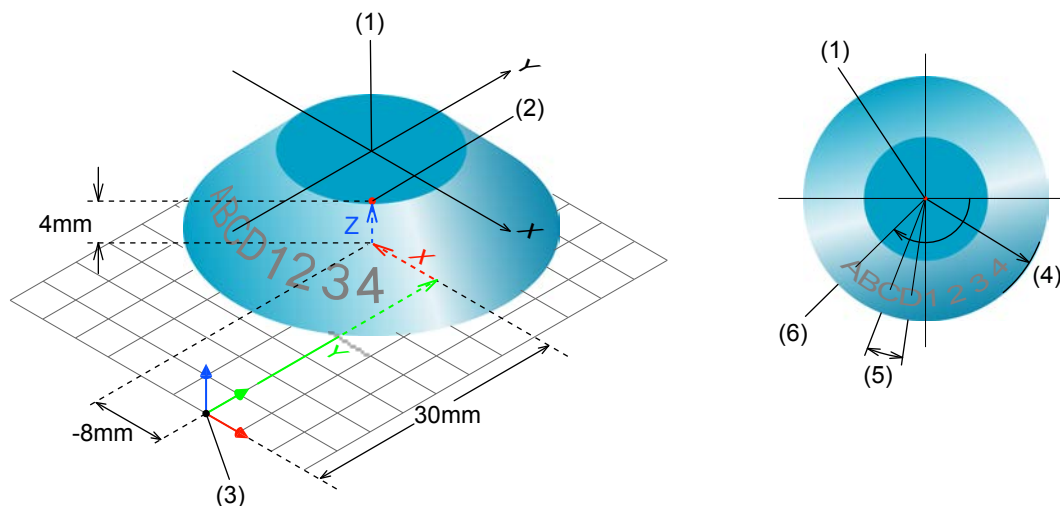 (1)
Y
(2)
4mm
Z
X
X
ABCD1234
Y
-8mm
30mm
(3)
(1)
ABCD1234
(4)
(6)
(5)